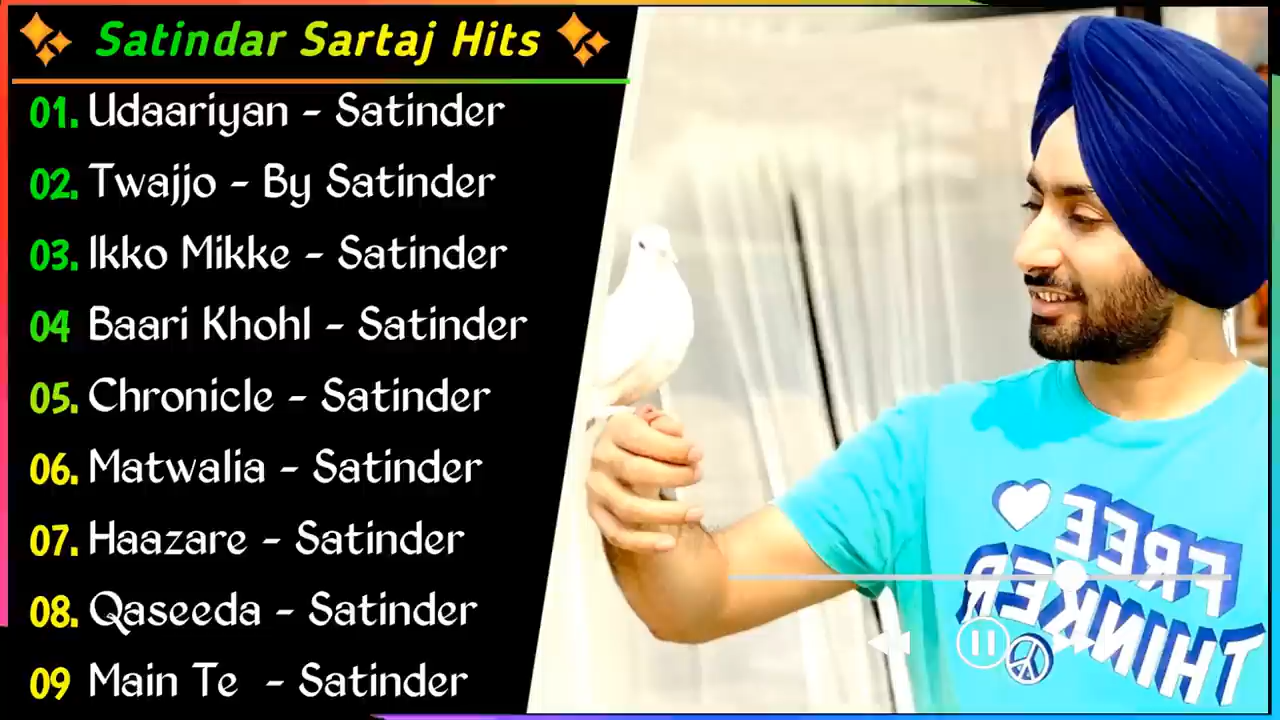 Satindar Sartaj Hits
01. Udaariyan - Satinder
02. Twajjo - By Satinder
03. Ikko Mikke - Satinder
04 Baari Khohl - Satinder
05. Chronicle - Satinder
06. Matwalia - Satinder
07. Haazare - Satinder
08. Qaseeda - Satinder
09 Main Te - Satinder
FREE
THINKER